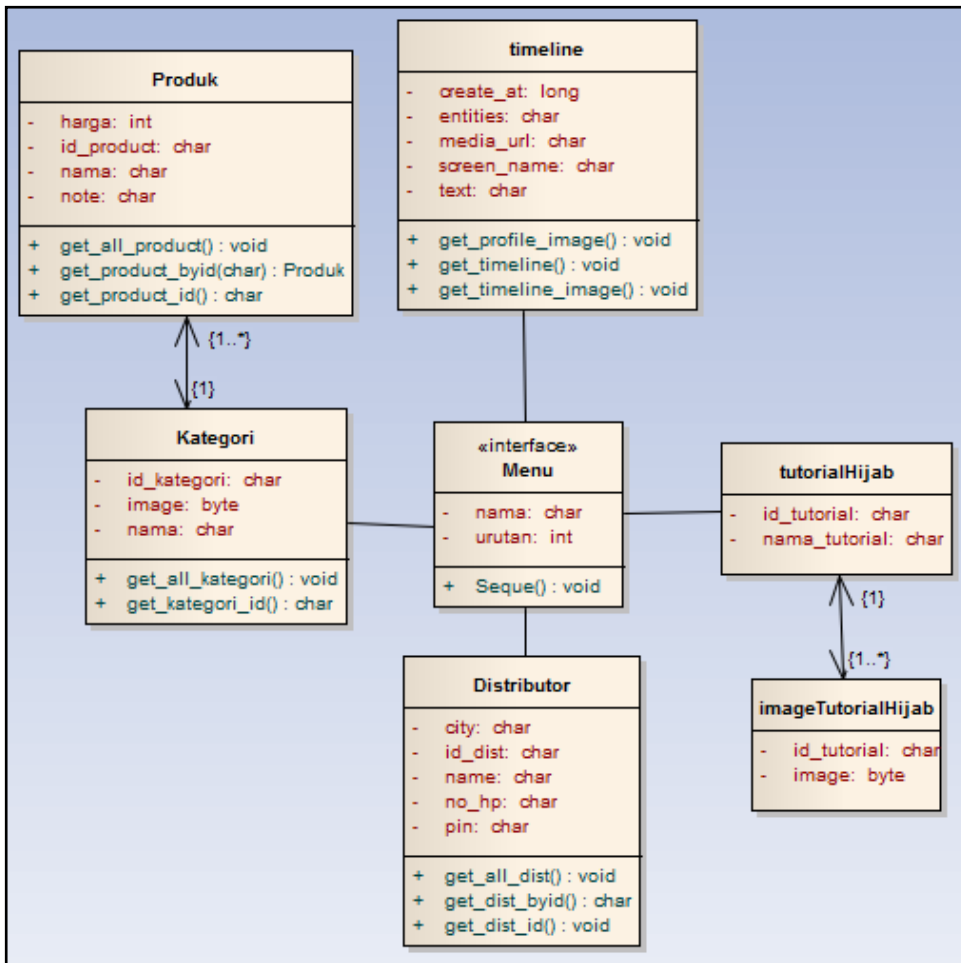 Produk
- harga: int
- id_product: char
- nama: char
- note: char
+ get_all_product() : void
+ get_product_byid(char) : Produk
+ get_product_id() : char
timeline
- create_at: long
- entities: char
- media_url: char
- screen_name: char
- text: char
+ get_profile_image() : void
+ get_timeline() : void
+ get_timeline_image() : void
{1..*}
{1}
Kategori
- id_kategori: char
- image: byte
- nama: char
+ get_all_kategori() : void
+ get_kategori_id() : char
«interface»
Menu
- nama: char
- urutan: int
+ Seque() : void
tutorialHijab
- id_tutorial: char
- nama_tutorial: char
{1}
{1..*}
imageTutorialHijab
- id_tutorial: char
- image: byte
Distributor
- city: char
- id_dist: char
- name: char
- no_hp: char
- pin: char
+ get_all_dist() : void
+ get_dist_byid() : char
+ get_dist_id() : void